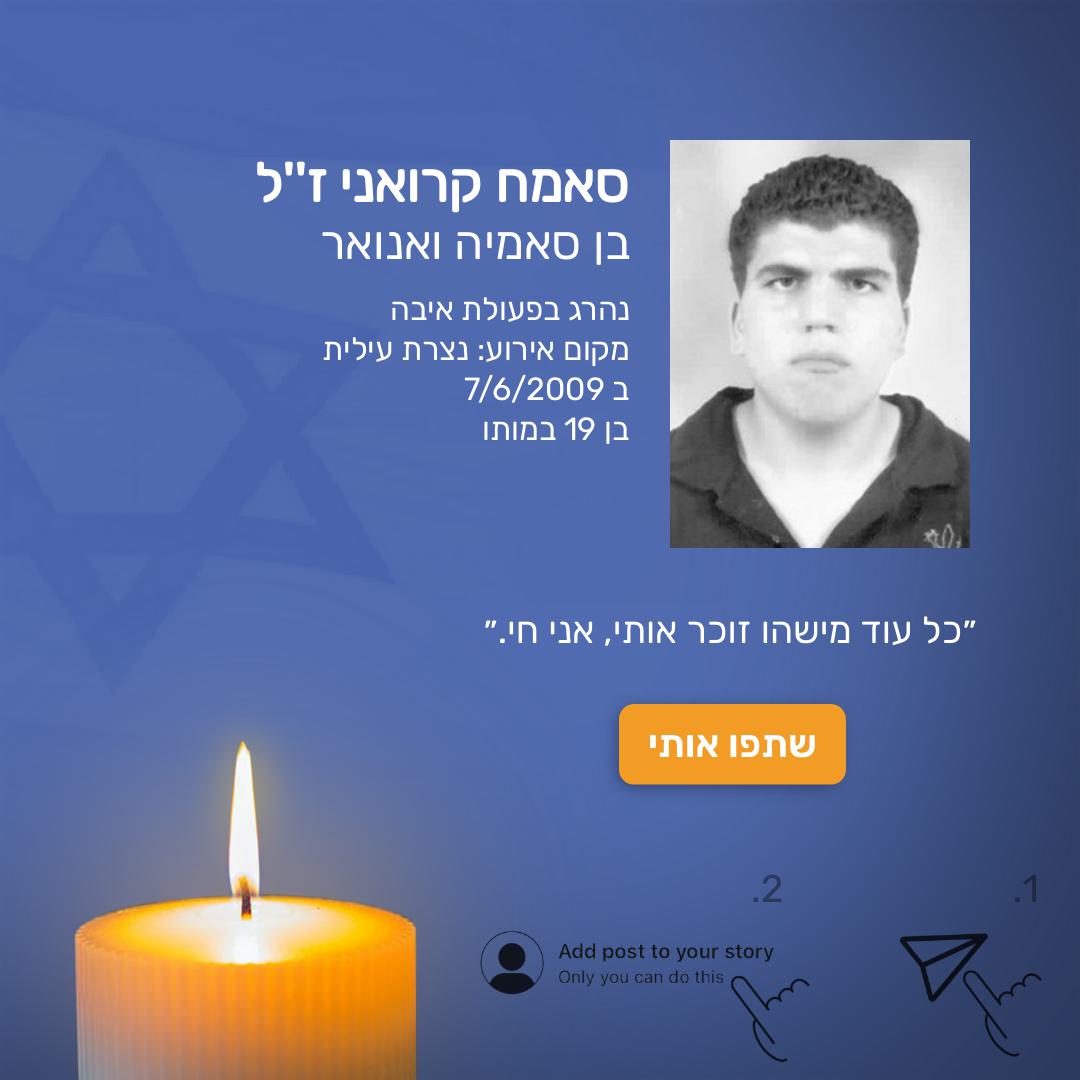 סאמח קרואני ז"ל
בן סאמיה ואנואר
נהרג בפעולת איבה
מקום אירוע: נצרת עילית
ב 7/6/2009
בן 19 במותו
״כל עוד מישהו זוכר אותי, אני חי.״
שתפו אותי
.1
.2
Add post to your story
Only you can do this